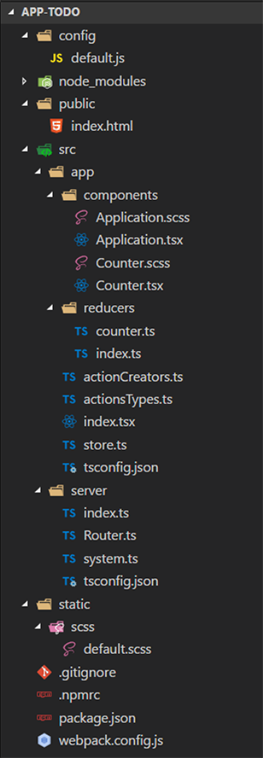 APP-TODO
config
JS default.js
node_modules
public
index.html
src
app
components
Application.scss
Application.tsx
Counter.scss
Counter.tsx
reducers
TS counter.ts
TS index.ts
TS actionCreators.ts
TS actionsTypes.ts
index.tsx
TS store.ts
TS tsconfig.json
server
TS index.ts
TS Router.ts
TS system.ts
TS tsconfig.json
static
scss
default.scss
.gitignore
.npmrc
package.json
webpack.config.js